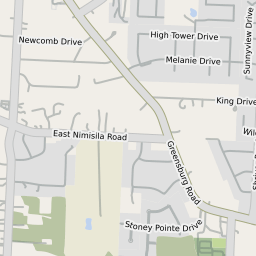 High Tower Drive
Newcomb Drive
Sunnyview Drive
Melanie Drive
King Drive
East Nimisila Road
Greensburg Road
Stoney Pointe Drive